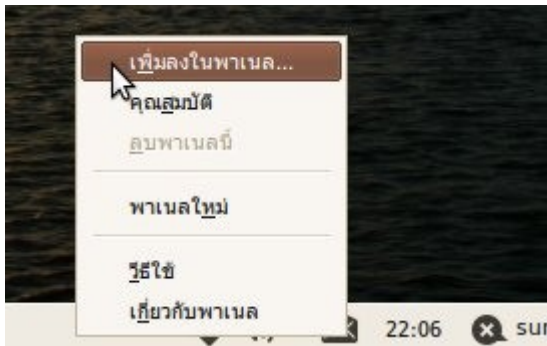 เพิ่มลงในพาเนล...
คุณสมบัติ
ลบพาเนลนี้
พาเนลใหม่
วิธีใช้
เกี่ยวกับพาเนล
22:06